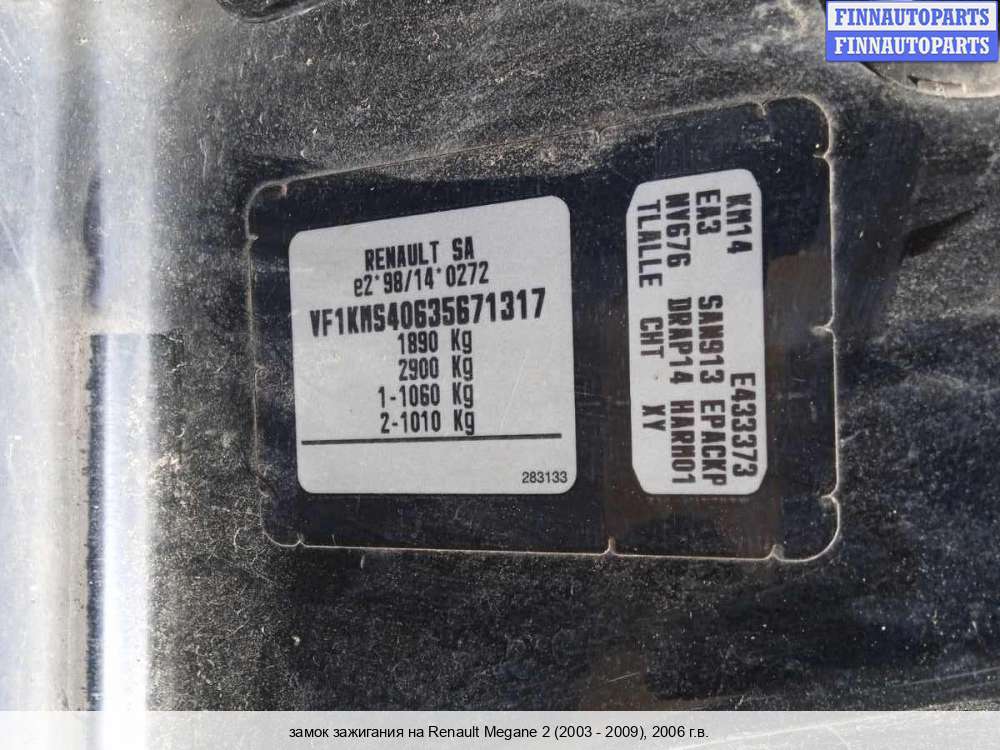 FINNAUTOPARTS
FINNAUTOPARTS
RENAULT SA
e2*98/14*0272
VF1KMS40635671317
1890 Kg
2900 Kg
1-1060 Kg
2-1010 Kg
283133
KM14 E433373
EA3 SAN913 EPACKP
MV676 DRAP14 HARM01
TLALLE CHT XY
замок зажигания на Renault Megane 2 (2003 - 2009), 2006 г.в.